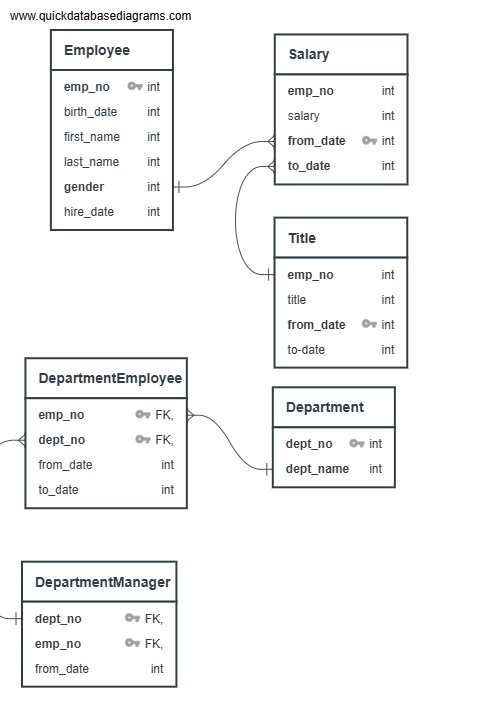 www.quickdatabasediagrams.com
Employee
emp_no int
birth_date int
first_name int
last_name int
gender int
hire_date int
Salary
emp_no int
salary int
from_date int
to_date int
Title
emp_no int
title int
from_date int
to-date int
DepartmentEmployee
emp_no FK,
dept_no FK,
from_date int
to_date int
Department
dept_no int
dept_name int
DepartmentManager
dept_no FK,
emp_no FK,
from_date int